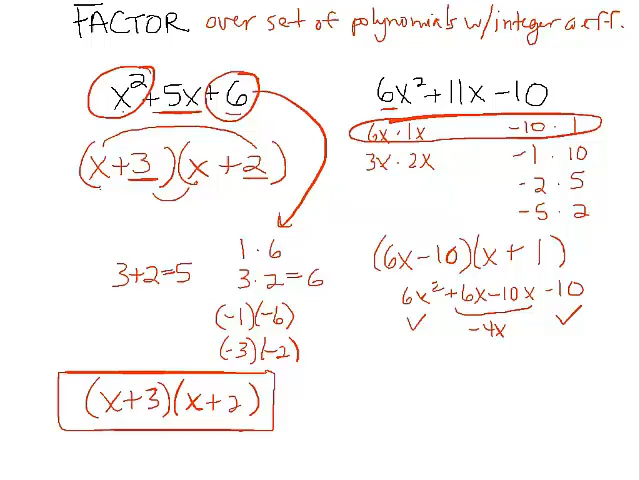 FACTOR over set of polynomials w/integer coeff.
x²+5x+6
(x+3)(x+2)
1·6
3+2=5
3·2=6
(-1)(-6)
(-3)(-2)
(x+3)(x+2)
6x²+11x-10
6x·1x -10·1
3x·2x -1·10
-2·5
-5·2
(6x-10)(x+1)
6x²+6x-10x-10
✓ -4x ✓